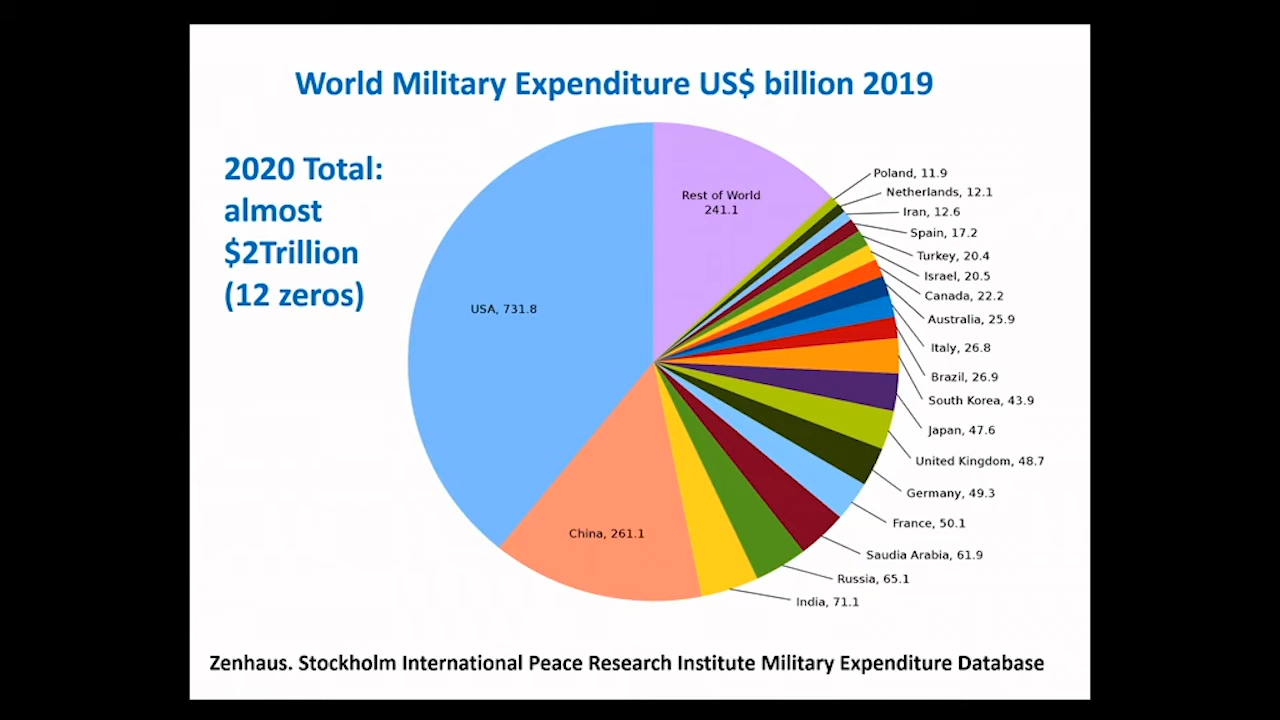 World Military Expenditure US$ billion 2019
2020 Total:
almost
$2Trillion
(12 zeros)
Rest of World
241.1
Poland, 11.9
Netherlands, 12.1
Iran, 12.6
Spain, 17.2
Turkey, 20.4
Israel, 20.5
Canada, 22.2
Australia, 25.9
Italy, 26.8
Brazil, 26.9
South Korea, 43.9
Japan, 47.6
United Kingdom, 48.7
Germany, 49.3
France, 50.1
Saudia Arabia, 61.9
Russia, 65.1
India, 71.1
China, 261.1
USA, 731.8
Zenhaus. Stockholm International Peace Research Institute Military Expenditure Database